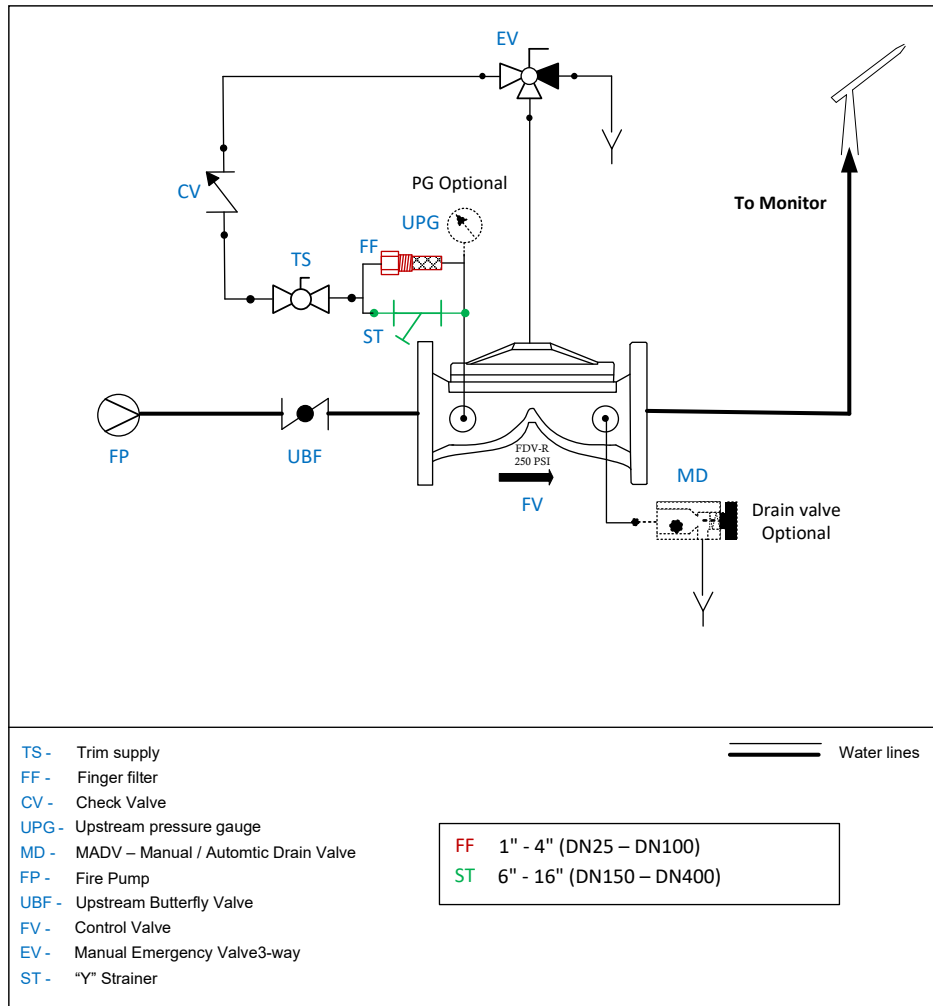 EV
PG Optional
CV
UPG
To Monitor
FF
TS
ST
FP
UBF
FDV-R
250 PSI
FV
MD
Drain valve
Optional
TS - Trim supply
FF - Finger filter
CV - Check Valve
UPG - Upstream pressure gauge
MD - MADV – Manual / Automtic Drain Valve
FP - Fire Pump
UBF - Upstream Butterfly Valve
FV - Control Valve
EV - Manual Emergency Valve3-way
ST - “Y” Strainer
Water lines
FF 1" - 4" (DN25 – DN100)
ST 6" - 16" (DN150 – DN400)